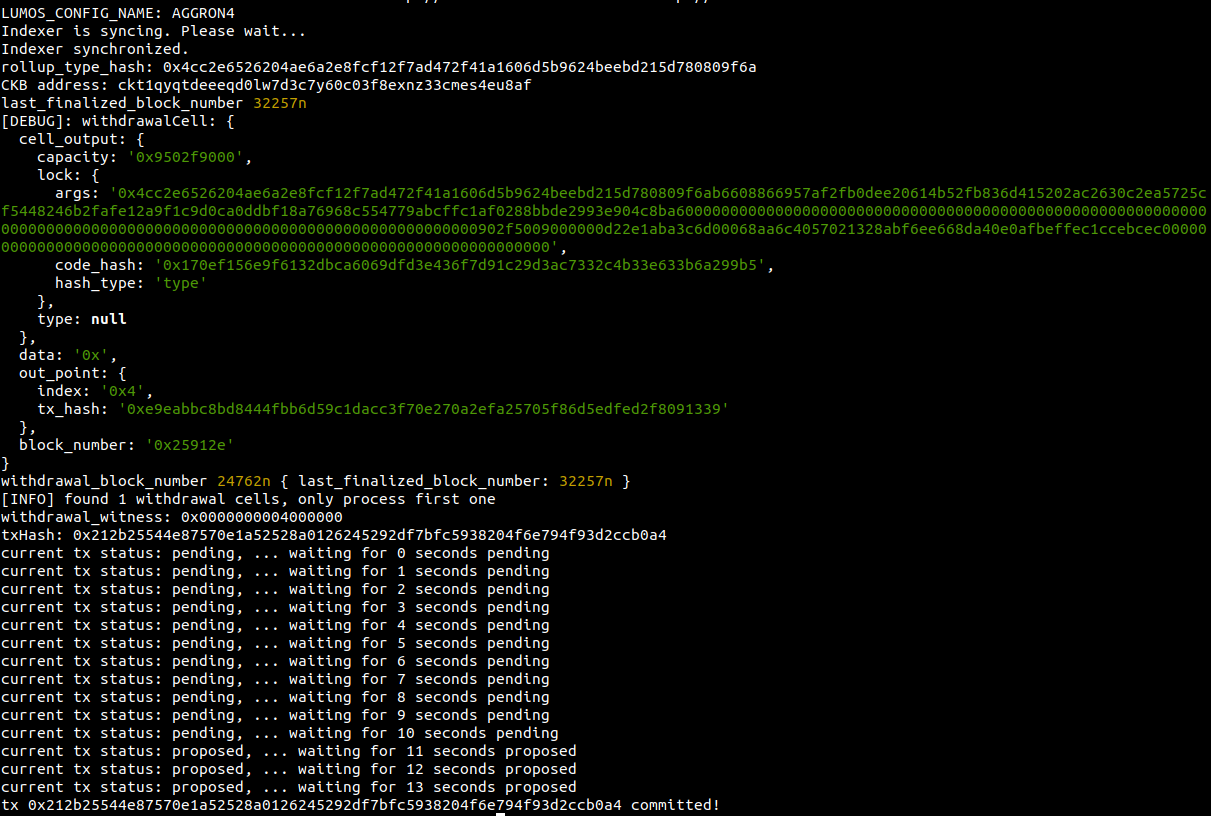 LUMOS_CONFIG_NAME: AGGRON4
Indexer is syncing. Please wait...
Indexer synchronized.
rollup_type_hash: 0x4cc2e6526204ae6a2e8fcf12f7ad472f41a1606d5b9624beebd215d780809f6a
CKB address: ckt1qyqtdeeeqd0lw7d3c7y60c03f8exnz33cmes4eu8af
last_finalized_block_number 32257n
[DEBUG]: withdrawalCell: {
  cell_output: {
    capacity: '0x9502f9000',
    lock: {
      args: '0x4cc2e6526204ae6a2e8fcf12f7ad472f41a1606d5b9624beebd215d780809f6ab6608866957af2fb0dee20614b52fb836d415202ac2630c2ea5725c
f5448246b2fafe12a9f1c9d0ca0ddbf18a76968c554779abcffc1af0288bbde2993e904c8ba6000000000000000000000000000000000000000000000000000000000
00000000000000000000000000000000000000000000000000000902f5009000000d22e1aba3c6d00068aa6c4057021328abf6ee668da40e0afbeffec1ccebcec00000
0000000000000000000000000000000000000000000000000000000000000',
      code_hash: '0x170ef156e9f6132dbca6069dfd3e436f7d91c29d3ac7332c4b33e633b6a299b5',
      hash_type: 'type'
    },
    type: null
  },
  data: '0x',
  out_point: {
    index: '0x4',
    tx_hash: '0xe9eabbc8bd8444fbb6d59c1dacc3f70e270a2efa25705f86d5edfed2f8091339'
  },
  block_number: '0x25912e'
}
withdrawal_block_number 24762n { last_finalized_block_number: 32257n }
[INFO] found 1 withdrawal cells, only process first one
withdrawal_witness: 0x0000000004000000
txHash: 0x212b25544e87570e1a52528a0126245292df7bfc5938204f6e794f93d2ccb0a4
current tx status: pending, ... waiting for 0 seconds pending
current tx status: pending, ... waiting for 1 seconds pending
current tx status: pending, ... waiting for 2 seconds pending
current tx status: pending, ... waiting for 3 seconds pending
current tx status: pending, ... waiting for 4 seconds pending
current tx status: pending, ... waiting for 5 seconds pending
current tx status: pending, ... waiting for 6 seconds pending
current tx status: pending, ... waiting for 7 seconds pending
current tx status: pending, ... waiting for 8 seconds pending
current tx status: pending, ... waiting for 9 seconds pending
current tx status: pending, ... waiting for 10 seconds pending
current tx status: proposed, ... waiting for 11 seconds proposed
current tx status: proposed, ... waiting for 12 seconds proposed
current tx status: proposed, ... waiting for 13 seconds proposed
tx 0x212b25544e87570e1a52528a0126245292df7bfc5938204f6e794f93d2ccb0a4 committed!